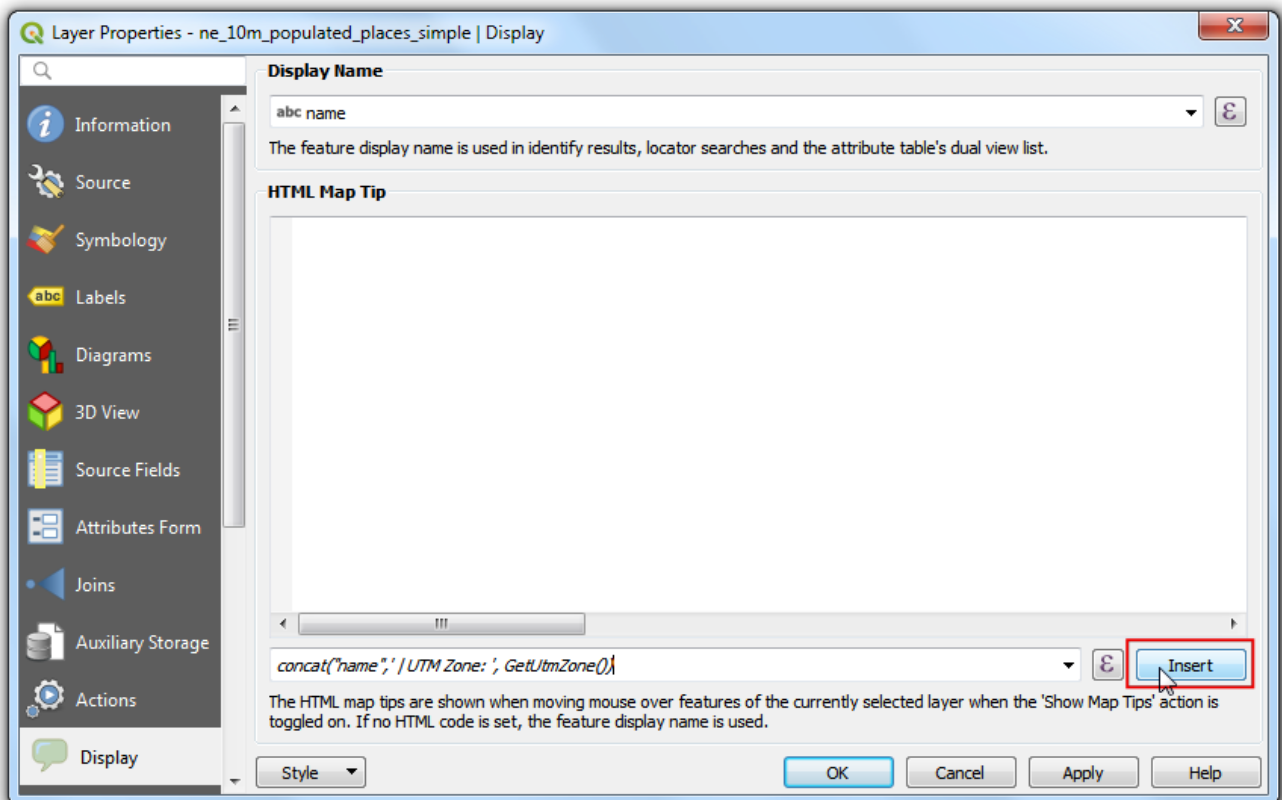 Layer Properties - ne_10m_populated_places_simple | Display
Information
Source
Symbology
abc Labels
Diagrams
3D View
Source Fields
Attributes Form
Joins
Auxiliary Storage
Actions
Display
Display Name
abc name
ε
The feature display name is used in identify results, locator searches and the attribute table's dual view list.
HTML Map Tip
concat("name",' | UTM Zone: ', GetUtmZone())
ε
Insert
The HTML map tips are shown when moving mouse over features of the currently selected layer when the 'Show Map Tips' action is
toggled on. If no HTML code is set, the feature display name is used.
Style
OK
Cancel
Apply
Help